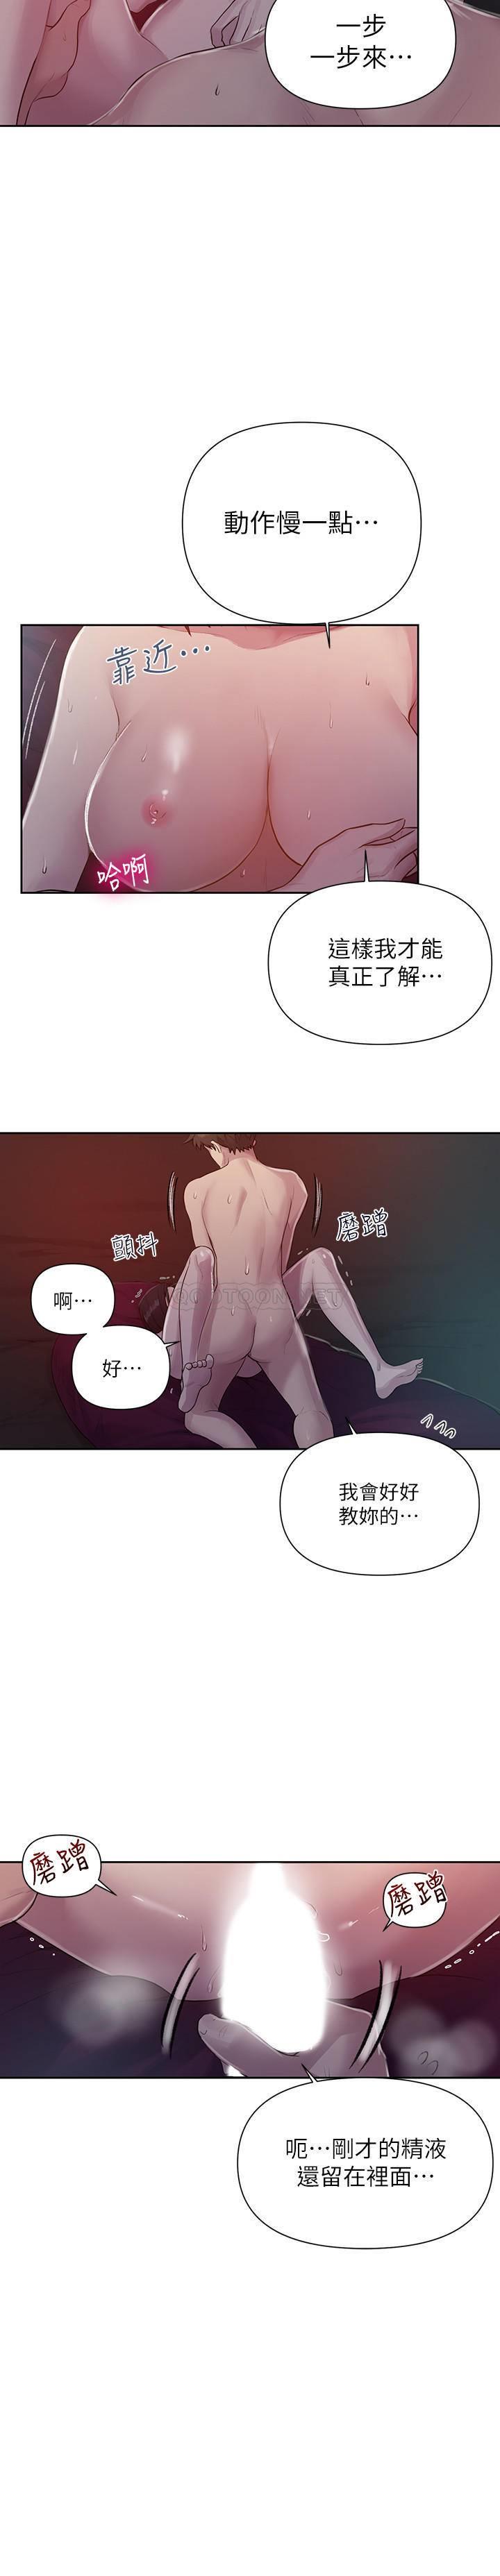 一步
一步來⋯
動作慢一點⋯
靠近⋯
哈啊
這樣我才能
真正了解⋯
顫抖
磨蹭
啊⋯
好⋯
我會好好
教妳的⋯
磨蹭
磨蹭
呃⋯剛才的精液
還留在裡面⋯